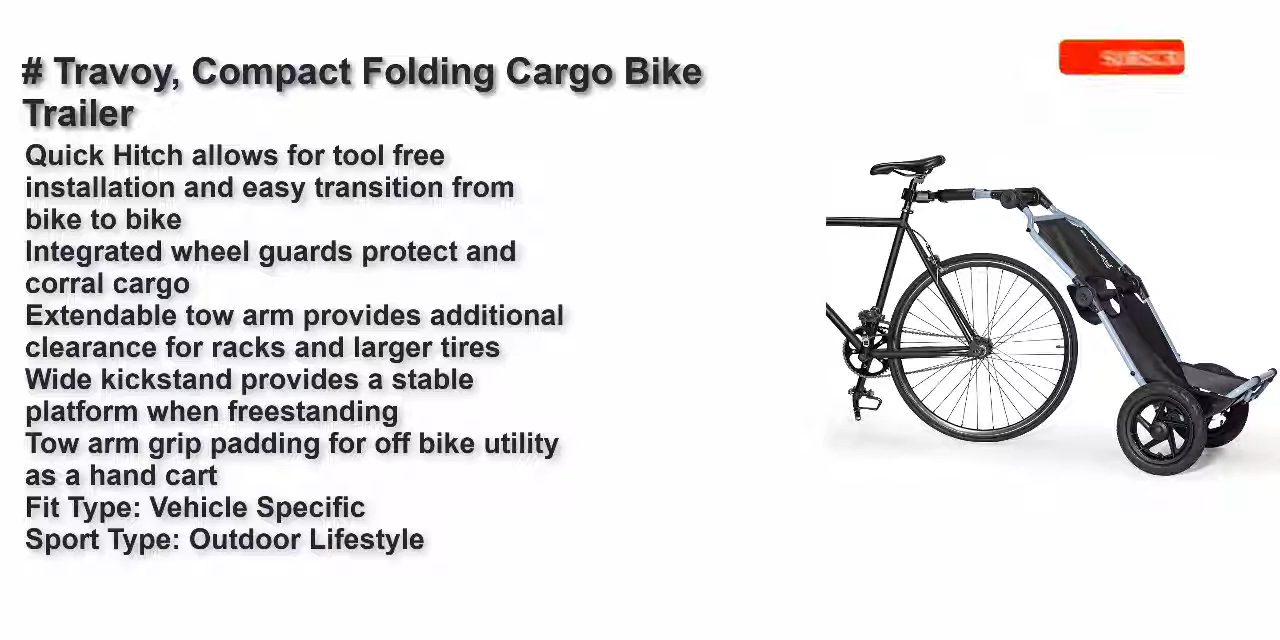 # Travoy, Compact Folding Cargo Bike
Trailer
Quick Hitch allows for tool free
installation and easy transition from
bike to bike
Integrated wheel guards protect and
corral cargo
Extendable tow arm provides additional
clearance for racks and larger tires
Wide kickstand provides a stable
platform when freestanding
Tow arm grip padding for off bike utility
as a hand cart
Fit Type: Vehicle Specific
Sport Type: Outdoor Lifestyle